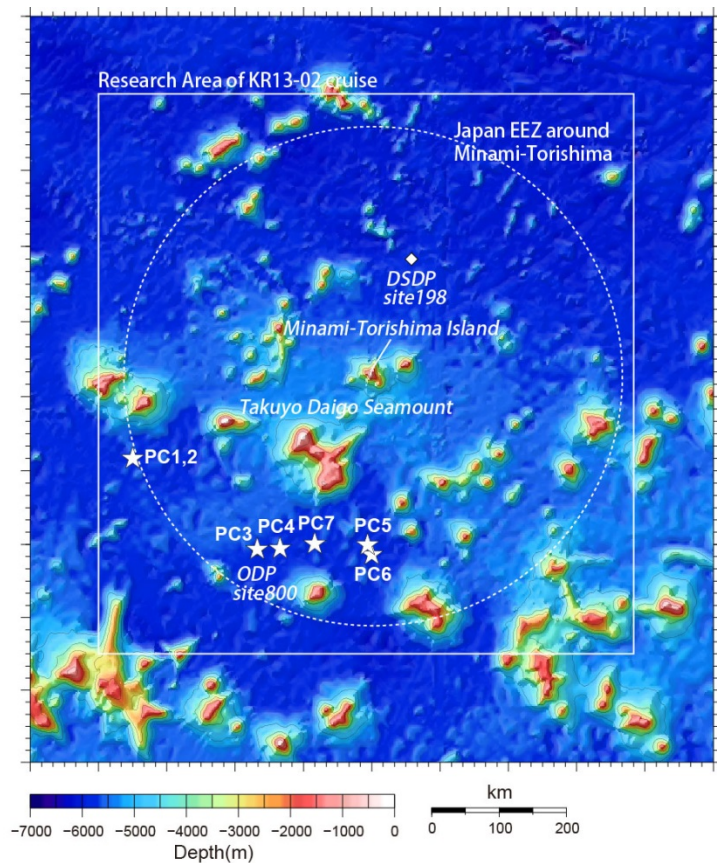 Research Area of KR13-02 cruise
Japan EEZ around
Minami-Torishima
DSDP
site198
Minami-Torishima Island
Takuyo Daigo Seamount
PC1,2
PC3
PC4
PC7
PC5
PC6
ODP
site800
km
−7000 −6000 −5000 −4000 −3000 −2000 −1000 0
0 100 200
Depth(m)